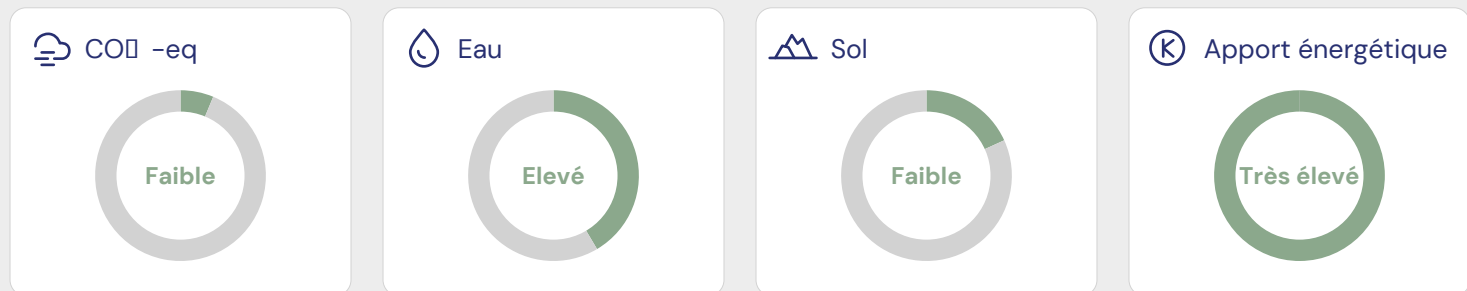 CO▯ -eq
Eau
Sol
Apport énergétique
Faible
Elevé
Faible
Très élevé